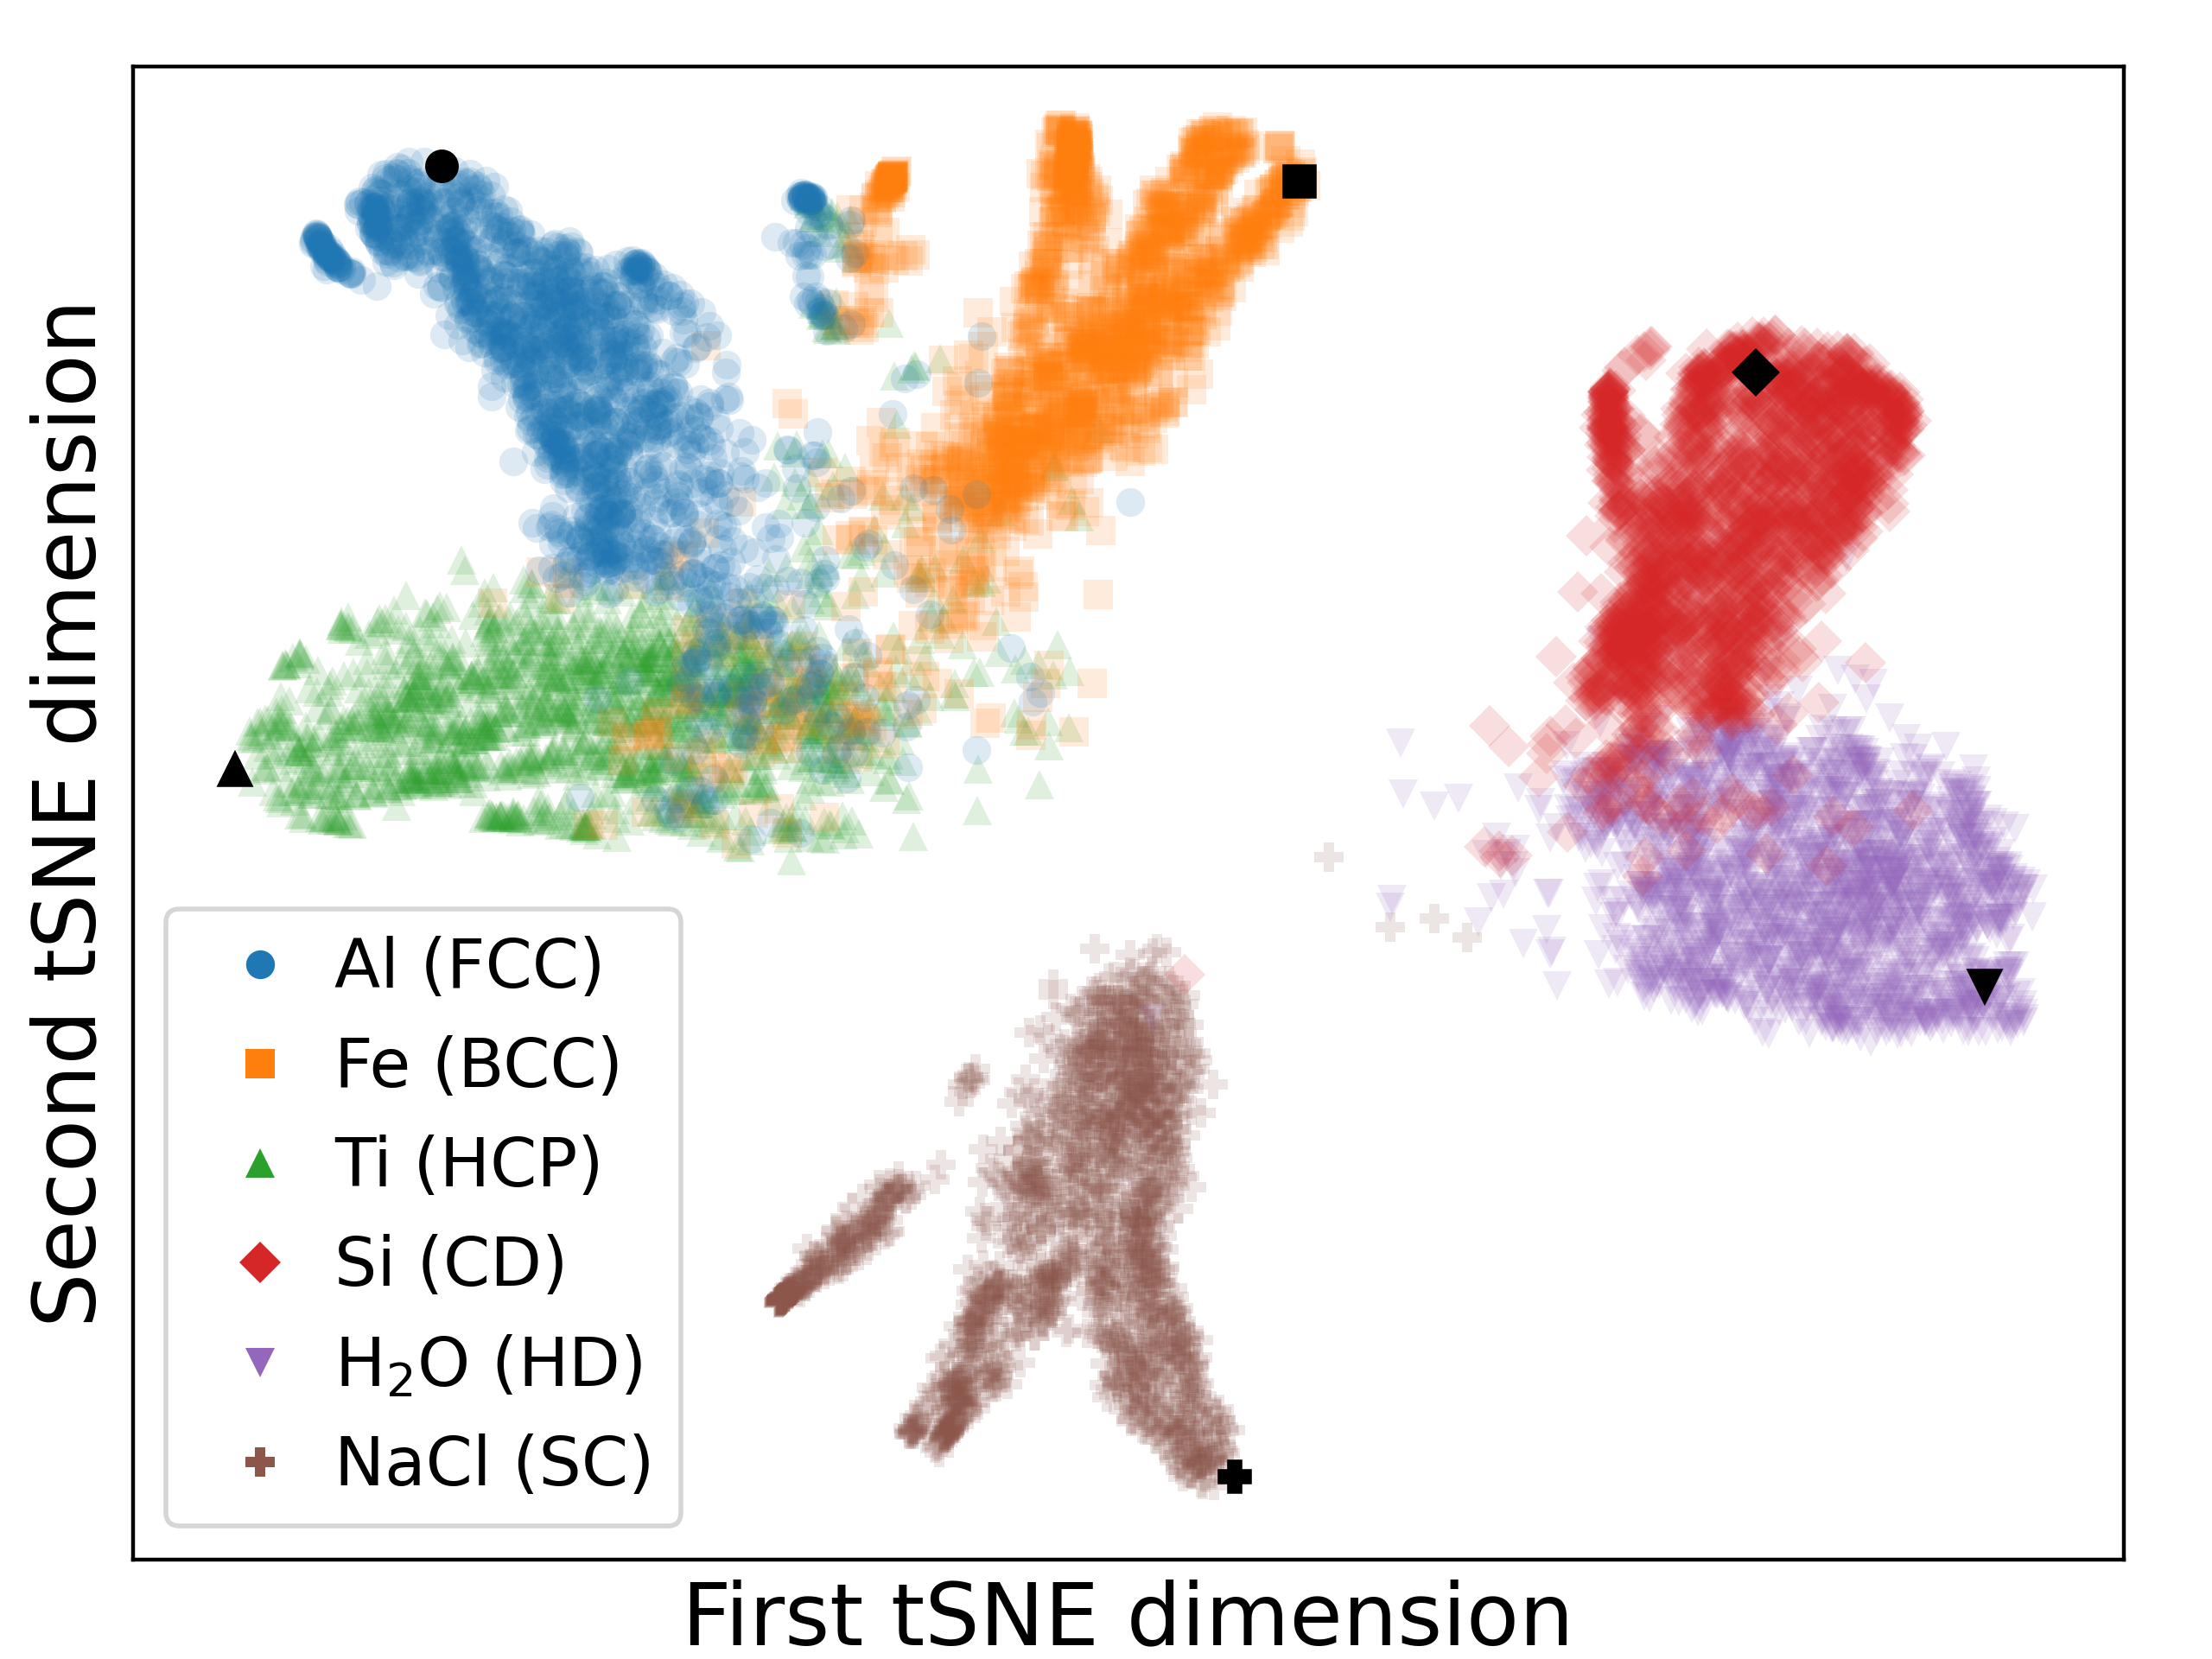 Second tSNE dimension
Al (FCC)
Fe (BCC)
Ti (HCP)
Si (CD)
H₂O (HD)
NaCl (SC)
First tSNE dimension